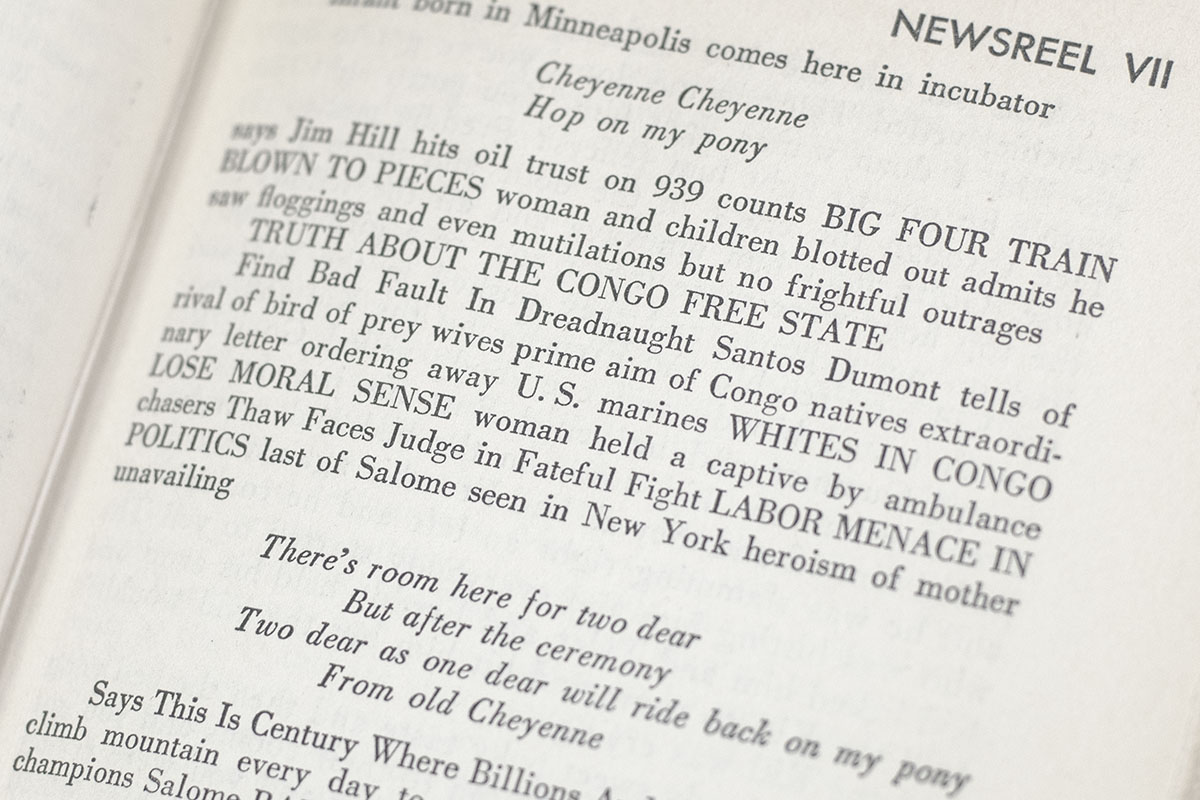 NEWSREEL VII
infant born in Minneapolis comes here in incubator
Cheyenne Cheyenne
Hop on my pony
says Jim Hill hits oil trust on 939 counts BIG FOUR TRAIN
BLOWN TO PIECES woman and children blotted out admits he
saw floggings and even mutilations but no frightful outrages
TRUTH ABOUT THE CONGO FREE STATE
Find Bad Fault In Dreadnaught Santos Dumont tells of
rival of bird of prey wives prime aim of Congo natives extraordi-
nary letter ordering away U. S. marines WHITES IN CONGO
LOSE MORAL SENSE woman held a captive by ambulance
chasers Thaw Faces Judge in Fateful Fight LABOR MENACE IN
POLITICS last of Salome seen in New York heroism of mother
unavailing
There's room here for two dear
But after the ceremony
Two dear as one dear will ride back on my pony
From old Cheyenne
Says This Is Century Where Billions
climb mountain every day to
champions Salome